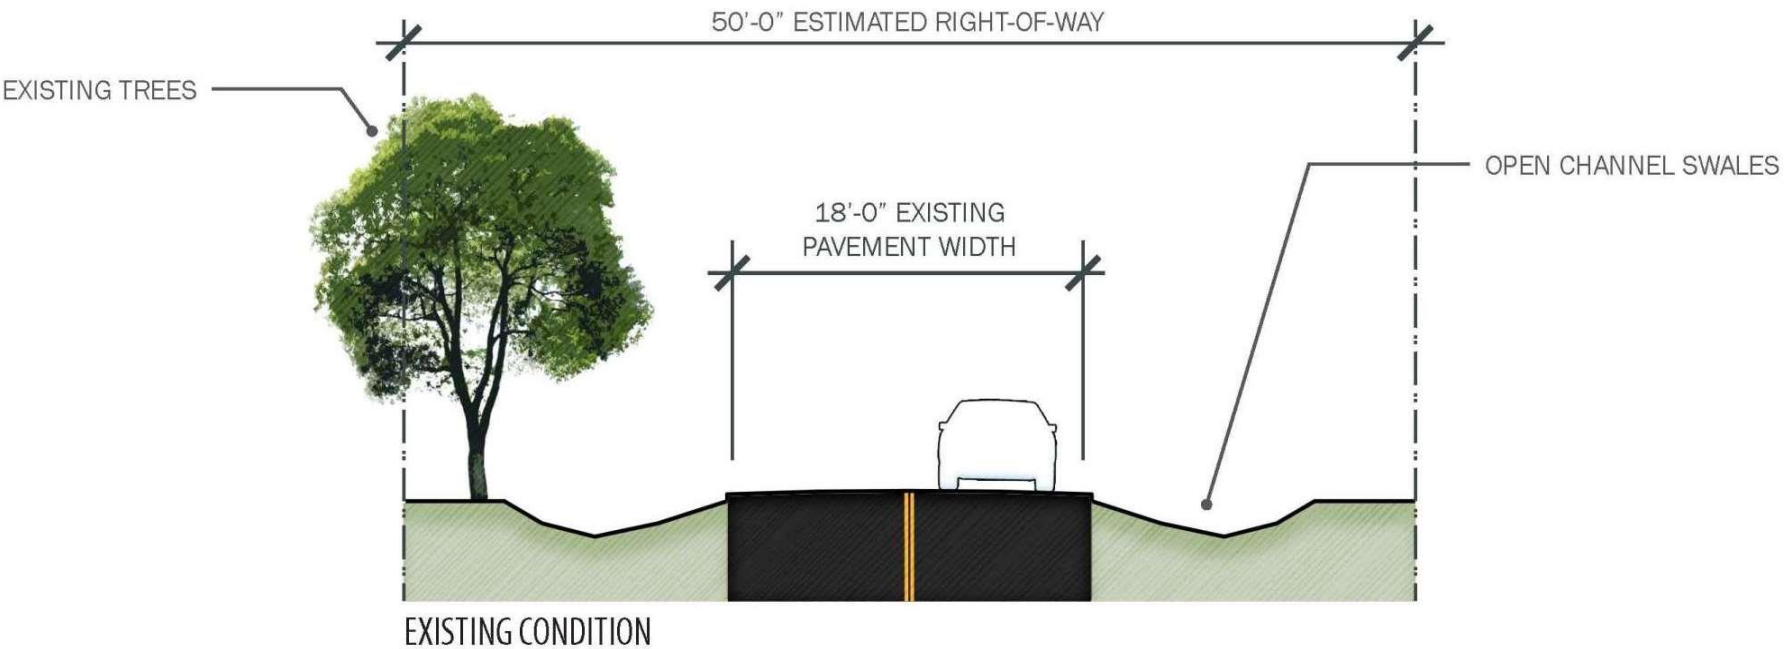 50'-0” ESTIMATED RIGHT-OF-WAY
EXISTING TREES
OPEN CHANNEL SWALES
18'-0” EXISTING
PAVEMENT WIDTH
EXISTING CONDITION